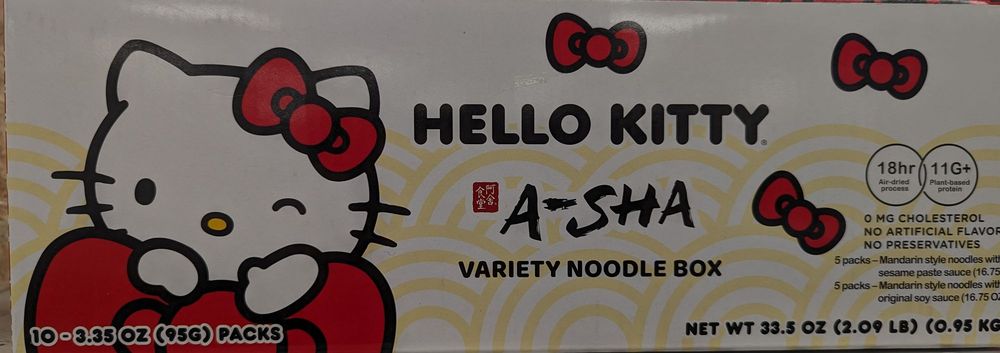 HELLO KITTY®
阿舍食堂
A-SHA
VARIETY NOODLE BOX
18hr
Air-dried
process
11G+
Plant-based
protein
0 MG CHOLESTEROL
NO ARTIFICIAL FLAVOR
NO PRESERVATIVES
5 packs – Mandarin style noodles with
sesame paste sauce (16.75
5 packs – Mandarin style noodles with
original soy sauce (16.75 OZ
10 - 3.35 OZ (95G) PACKS
NET WT 33.5 OZ (2.09 LB) (0.95 KG